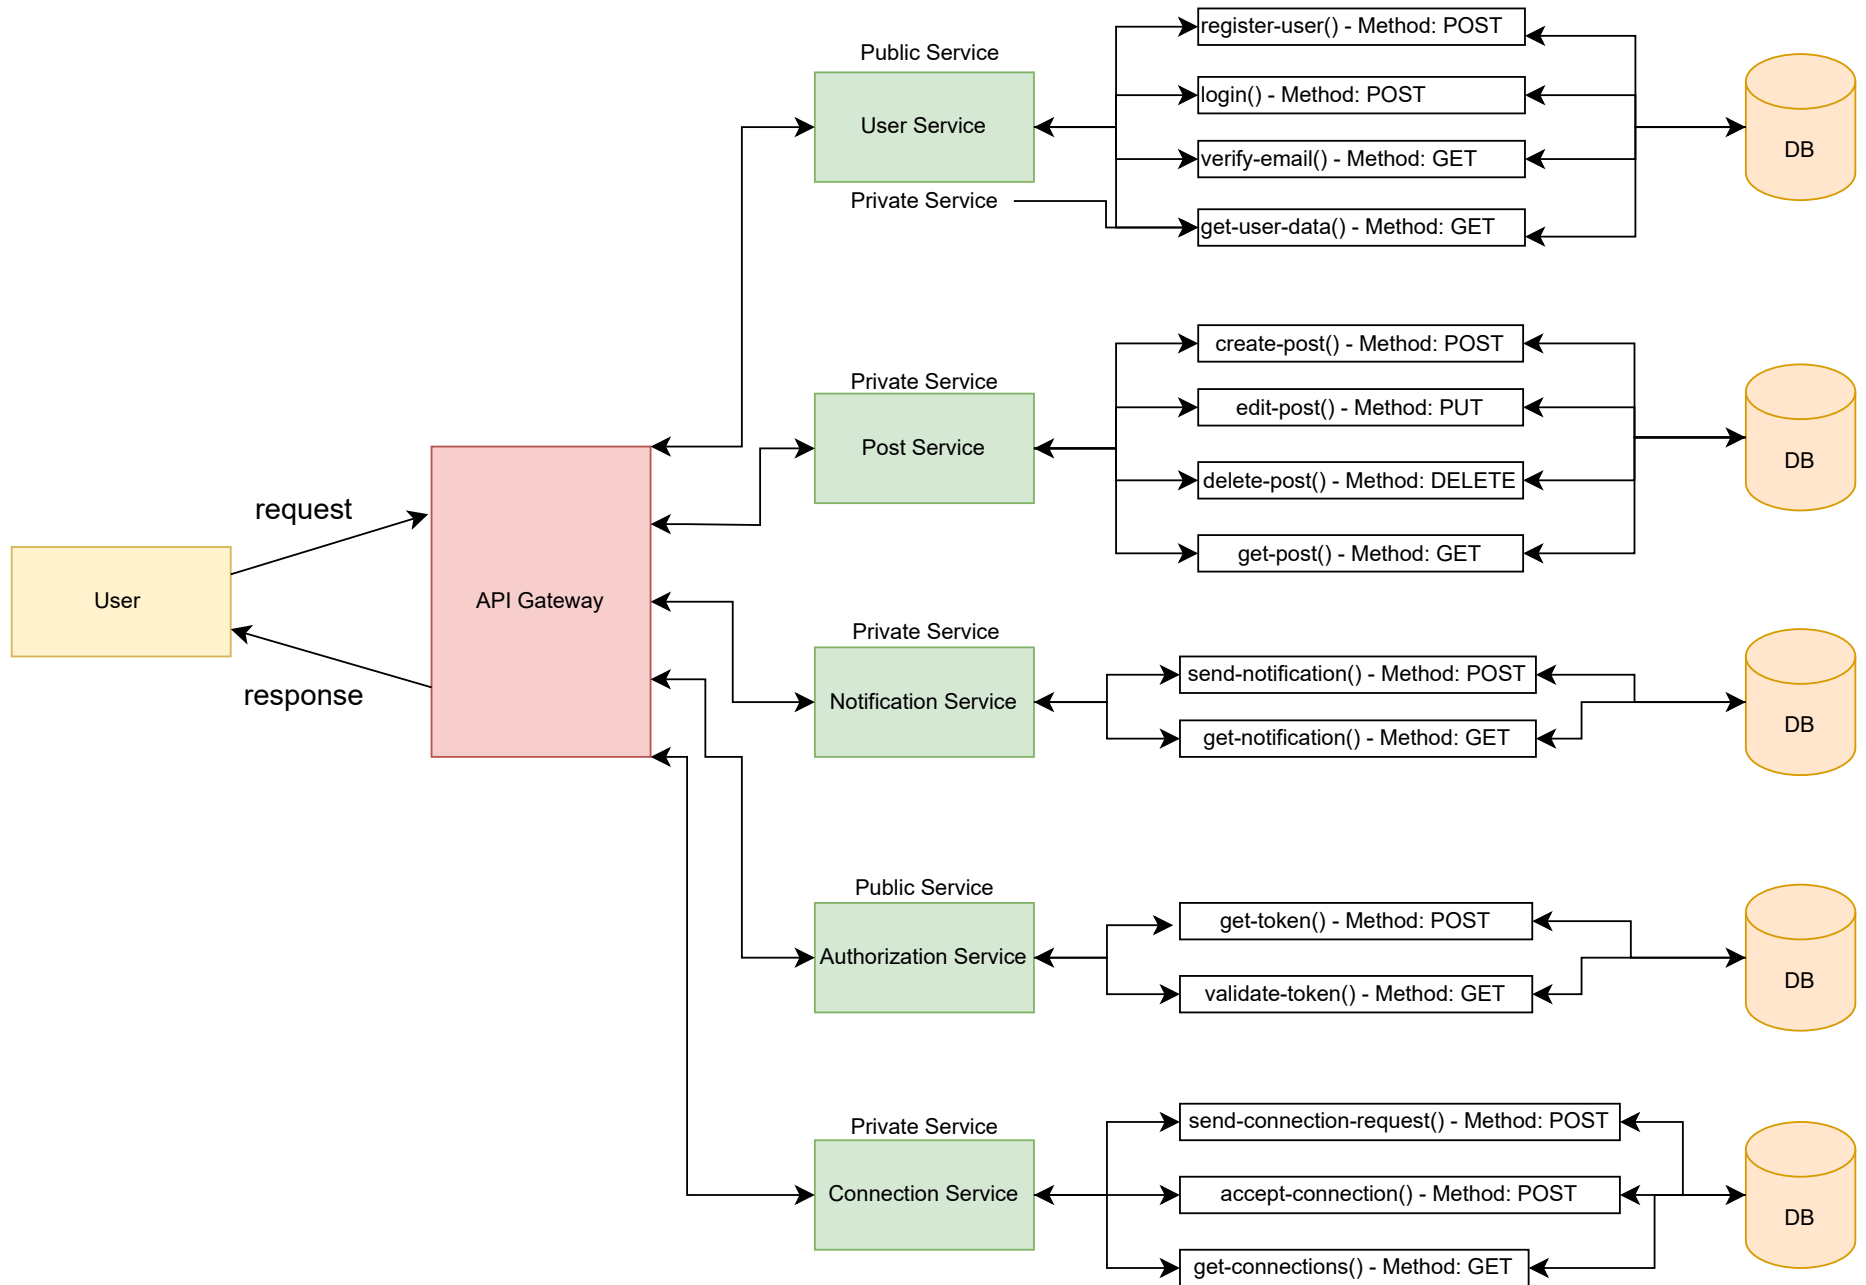 Public Service
User Service
Private Service
register-user() - Method: POST
login() - Method: POST
verify-email() - Method: GET
get-user-data() - Method: GET
DB
Private Service
Post Service
create-post() - Method: POST
edit-post() - Method: PUT
delete-post() - Method: DELETE
get-post() - Method: GET
DB
request
User
response
API Gateway
Private Service
Notification Service
send-notification() - Method: POST
get-notification() - Method: GET
DB
Public Service
Authorization Service
get-token() - Method: POST
validate-token() - Method: GET
DB
Private Service
Connection Service
send-connection-request() - Method: POST
accept-connection() - Method: POST
get-connections() - Method: GET
DB